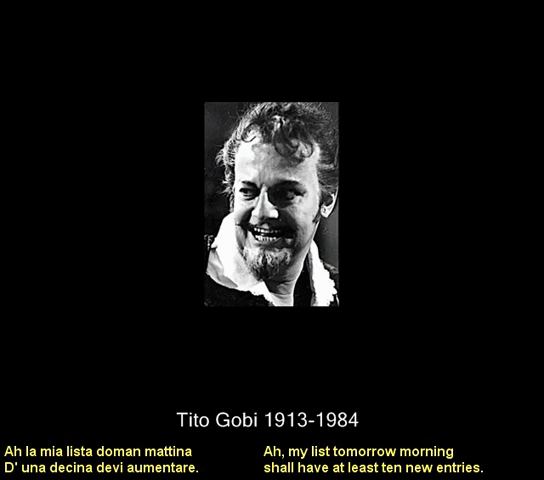 Tito Gobi 1913-1984
Ah la mia lista doman mattina
D' una decina devi aumentare.
Ah, my list tomorrow morning
shall have at least ten new entries.